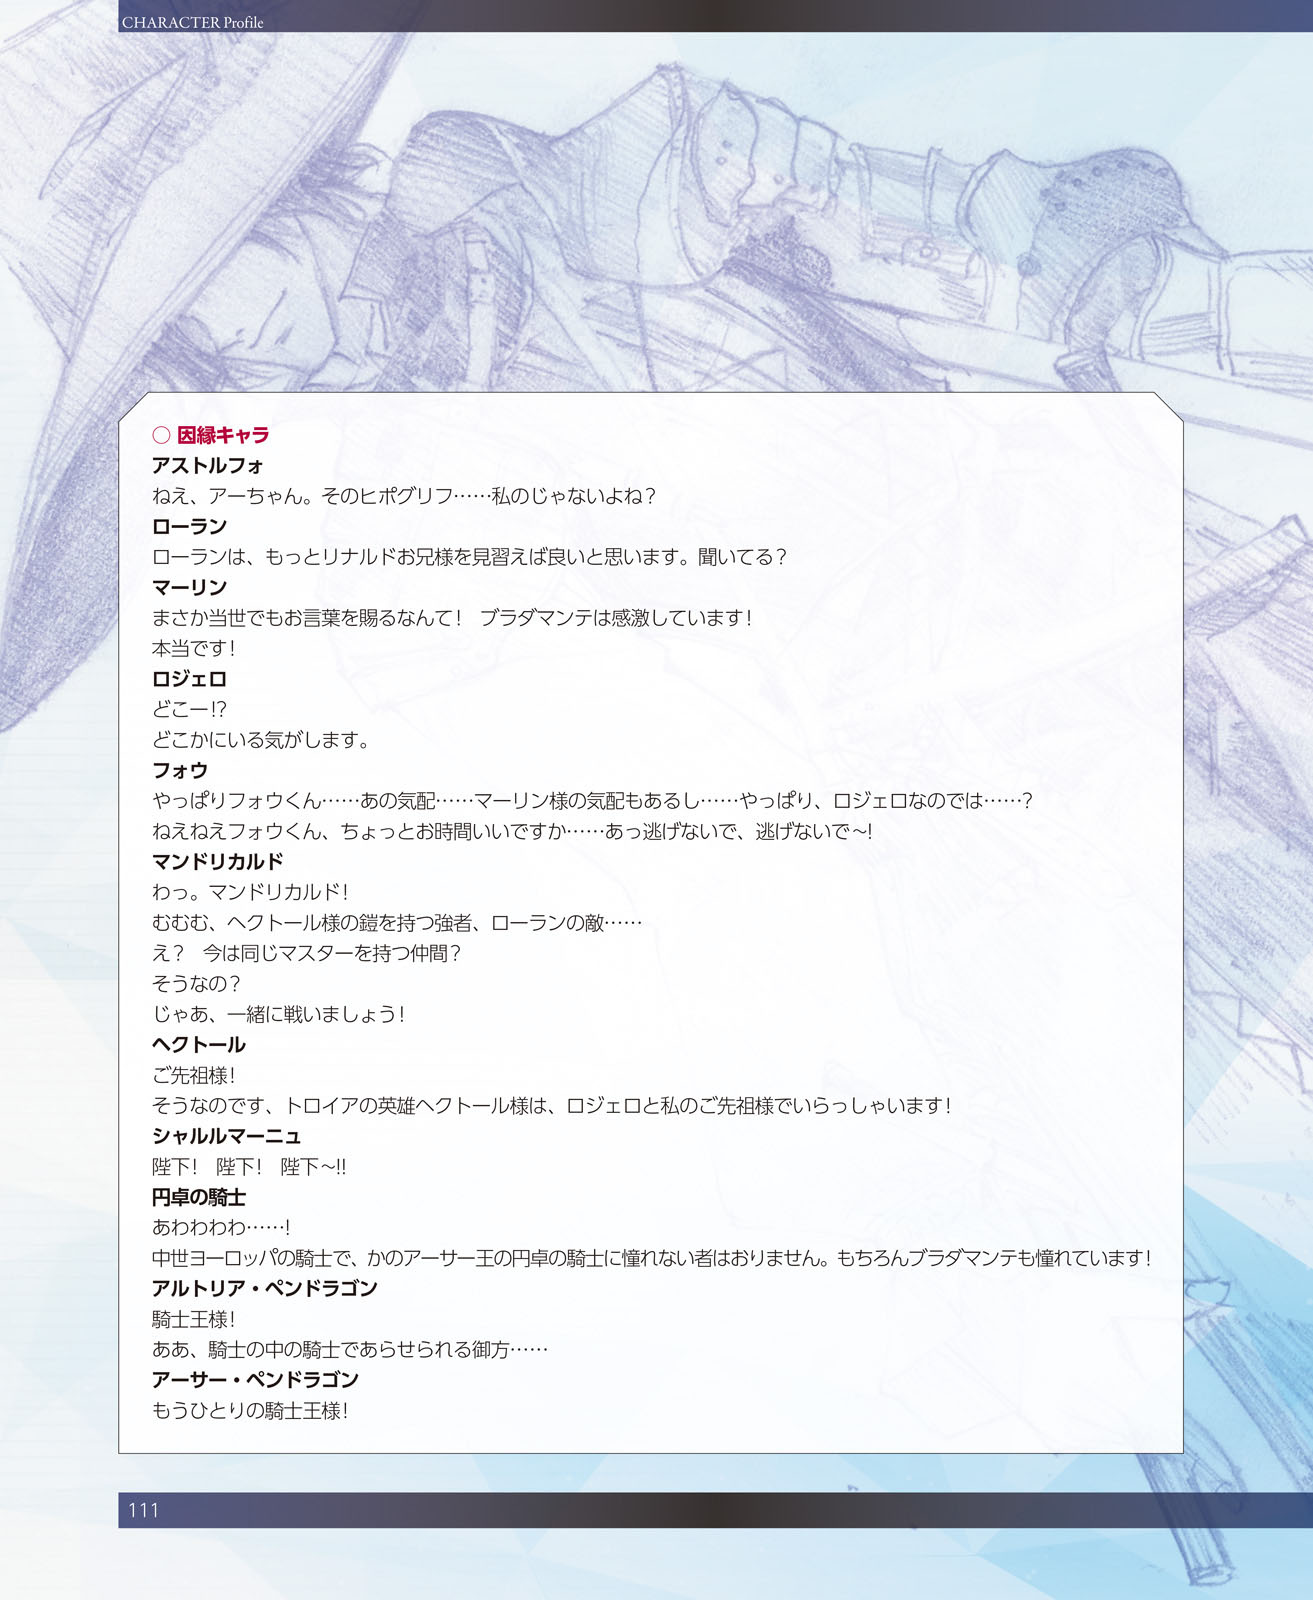 CHARACTER Profile
○ 因縁キャラ
アストルフォ
ねえ、アーちゃん。そのヒポグリフ……私のじゃないよね？
ローラン
ローランは、もっとリナルドお兄様を見習えば良いと思います。聞いてる？
マーリン
まさか当世でもお言葉を賜るなんて！　ブラダマンテは感激しています！
本当です！
ロジェロ
どこー!?
どこかにいる気がします。
フォウ
やっぱりフォウくん……あの気配……マーリン様の気配もあるし……やっぱり、ロジェロなのでは……？
ねえねえフォウくん、ちょっとお時間いいですか……あっ逃げないで、逃げないで～！
マンドリカルド
わっ。マンドリカルド！
むむむ、ヘクトール様の鎧を持つ強者、ローランの敵……
え？　今は同じマスターを持つ仲間？
そうなの？
じゃあ、一緒に戦いましょう！
ヘクトール
ご先祖様！
そうなのです、トロイアの英雄ヘクトール様は、ロジェロと私のご先祖様でいらっしゃいます！
シャルルマーニュ
陛下！　陛下！　陛下～!!
円卓の騎士
あわわわわ……！
中世ヨーロッパの騎士で、かのアーサー王の円卓の騎士に憧れない者はおりません。もちろんブラダマンテも憧れています！
アルトリア・ペンドラゴン
騎士王様！
ああ、騎士の中の騎士であらせられる御方……
アーサー・ペンドラゴン
もうひとりの騎士王様！
111